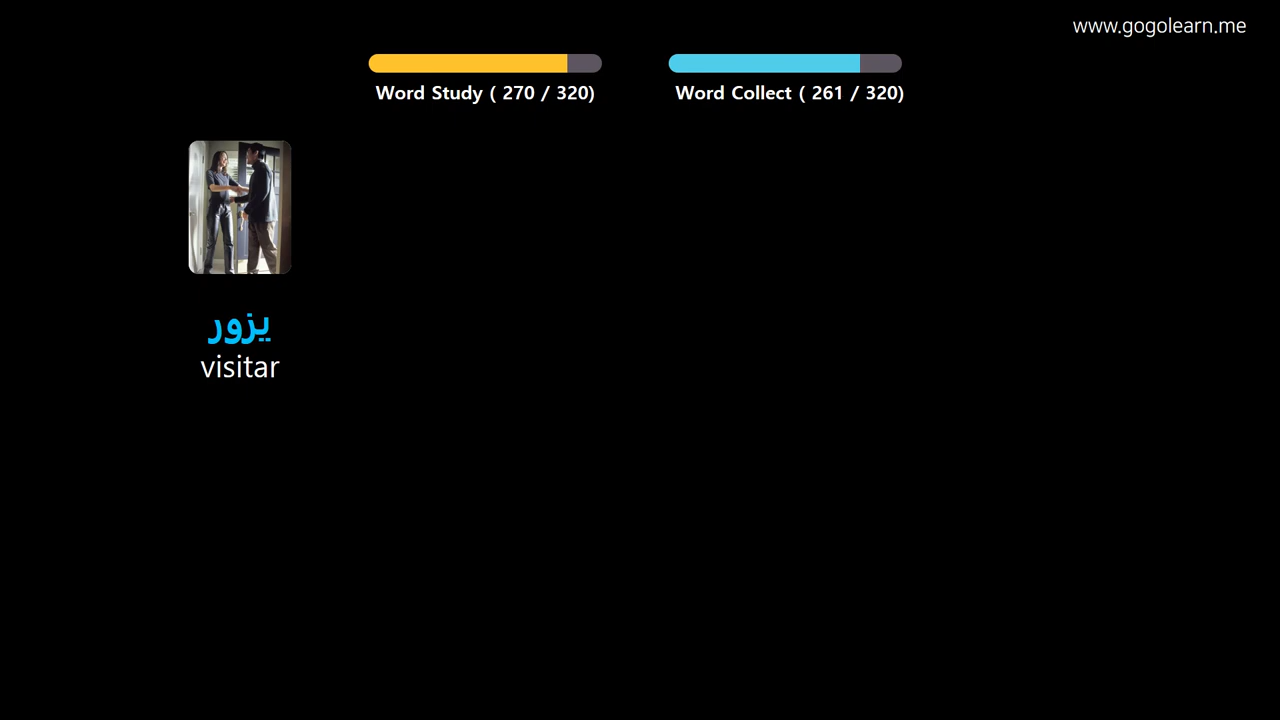 www.gogolearn.me
Word Study ( 270 / 320)
Word Collect ( 261 / 320)
يزور
visitar